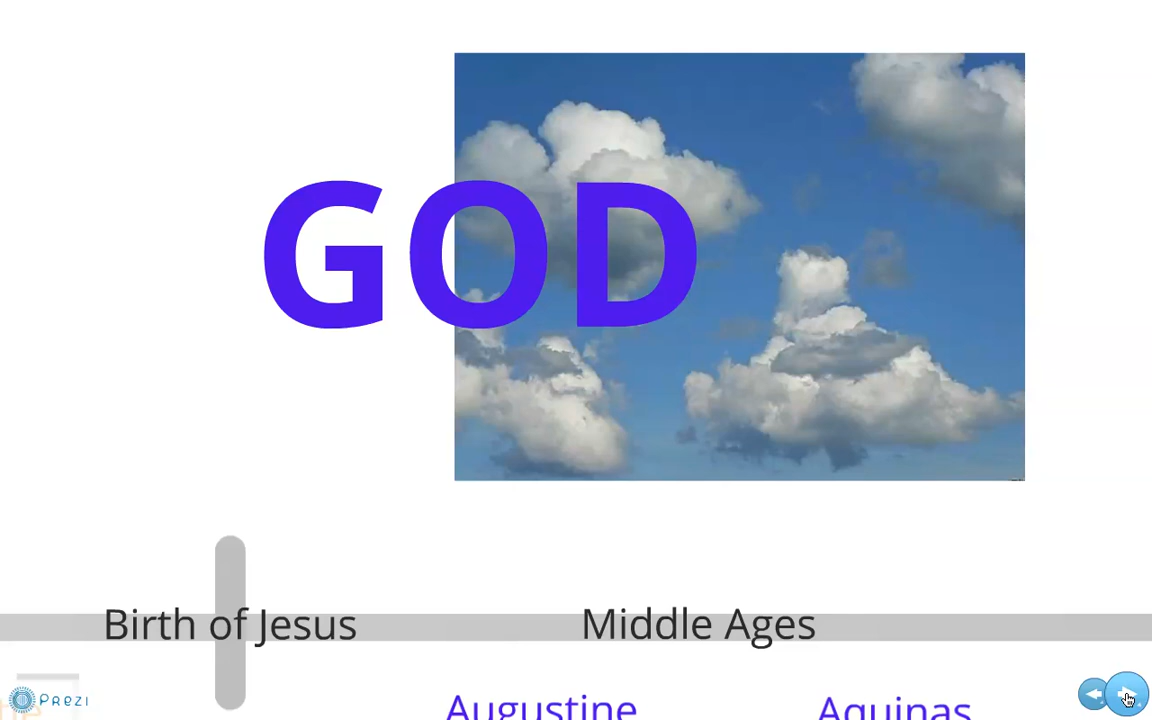 GOD
Birth of Jesus
Middle Ages
Augustine
Aquinas
Prezi